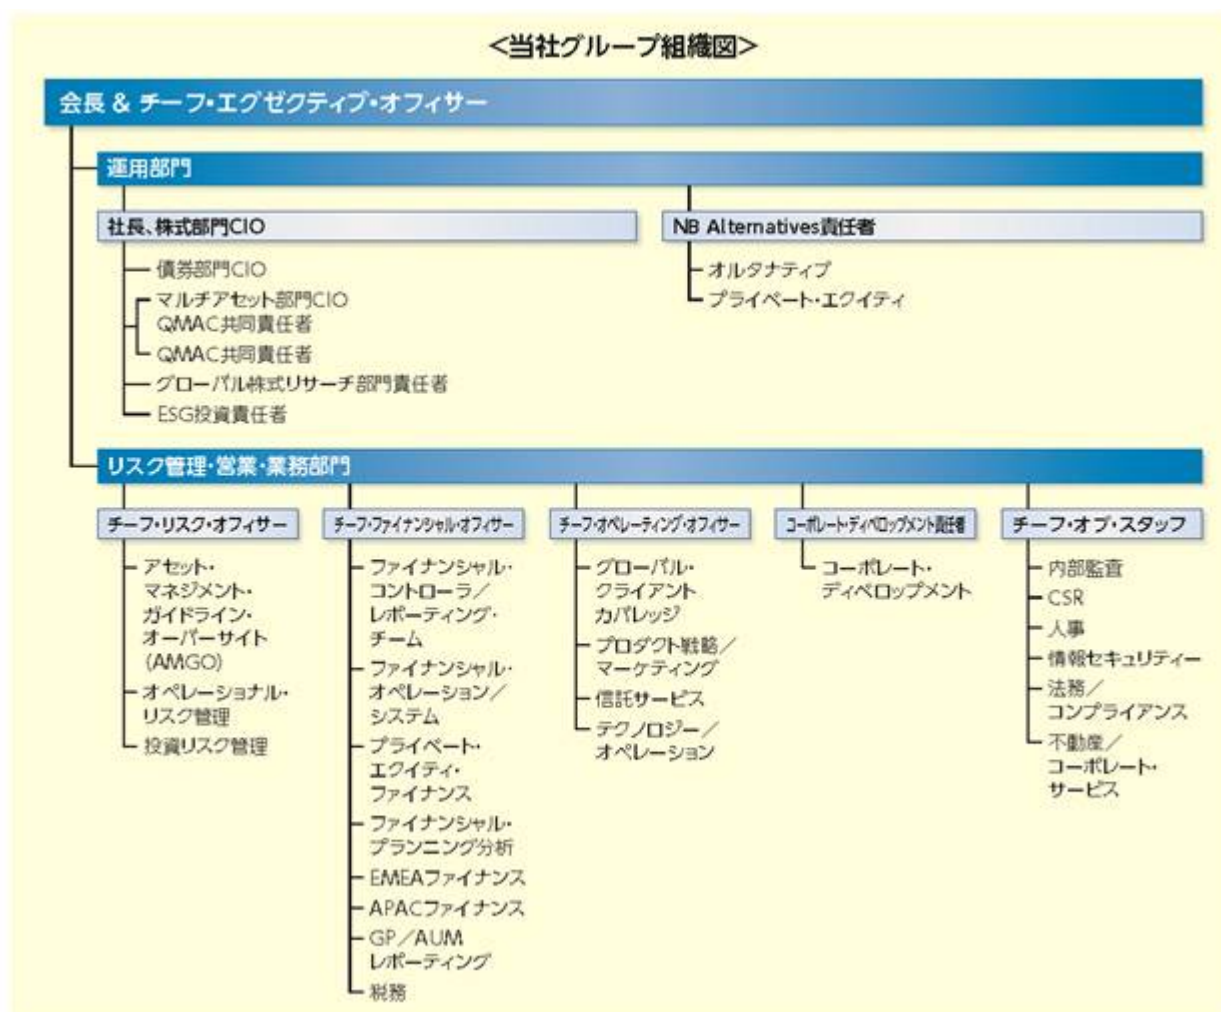 <当社グループ組織図>
会長 & チーフ・エグゼクティブ・オフィサー
運用部門
社長、株式部門CIO
債券部門CIO
マルチアセット部門CIO
QMAC共同責任者
QMAC共同責任者
グローバル株式リサーチ部門責任者
ESG投資責任者
NB Alternatives責任者
オルタナティブ
プライベート・エクイティ
リスク管理・営業・業務部門
チーフ・リスク・オフィサー
アセット・
マネジメント・
ガイドライン・
オーバーサイト
(AMGO)
オペレーショナル・
リスク管理
投資リスク管理
チーフ・ファイナンシャル・オフィサー
ファイナンシャル・
コントローラ／
レポーティング・
チーム
ファイナンシャル・
オペレーション／
システム
プライベート・
エクイティ・
ファイナンス
ファイナンシャル・
プランニング分析
EMEAファイナンス
APACファイナンス
GP／AUM
レポーティング
税務
チーフ・オペレーティング・オフィサー
グローバル・
クライアント
カバレッジ
プロダクト戦略／
マーケティング
信託サービス
テクノロジー／
オペレーション
コーポレート・ディベロップメント責任者
コーポレート・
ディベロップメント
チーフ・オブ・スタッフ
内部監査
CSR
人事
情報セキュリティー
法務／
コンプライアンス
不動産／
コーポレート・
サービス